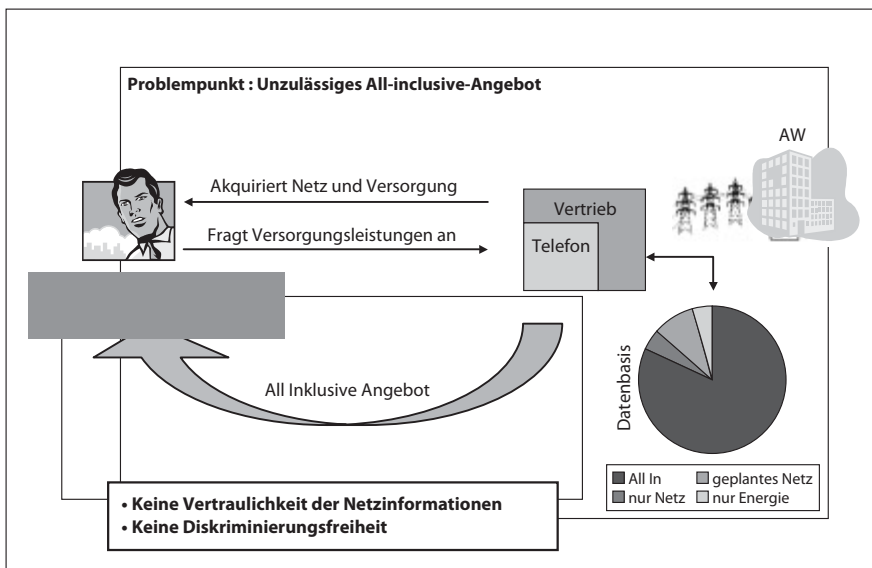 Problempunkt : Unzulässiges All-inclusive-Angebot
AW
Akquiriert Netz und Versorgung
Vertrieb
Fragt Versorgungsleistungen an
Telefon
All Inklusive Angebot
Datenbasis
All In
geplantes Netz
nur Netz
nur Energie
• Keine Vertraulichkeit der Netzinformationen
• Keine Diskriminierungsfreiheit